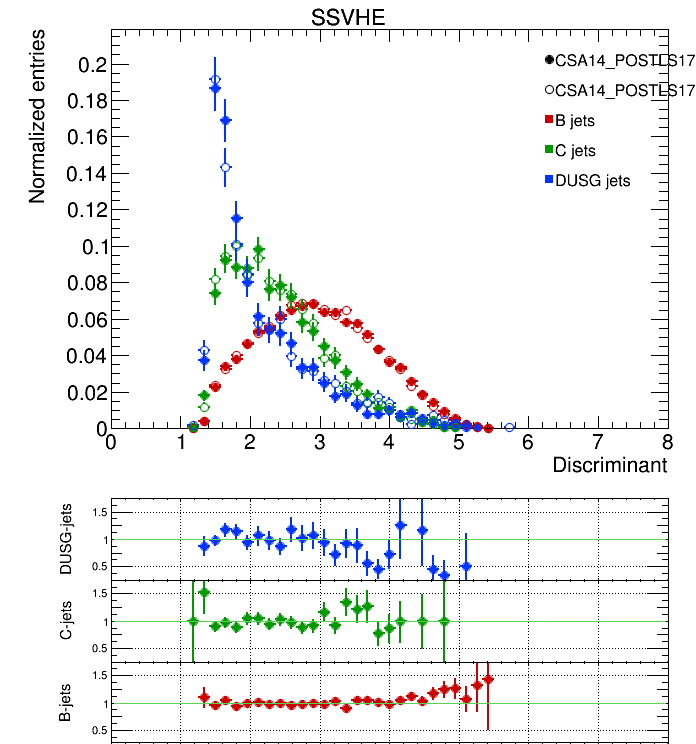 SSVHE
Normalized entries
0.2
0.18
0.16
0.14
0.12
0.1
0.08
0.06
0.04
0.02
0
CSA14_POSTLS17
CSA14_POSTLS17
B jets
C jets
DUSG jets
0 1 2 3 4 5 6 7 8
Discriminant
DUSG-jets
1.5
1
0.5
C-jets
1.5
1
0.5
B-jets
1.5
1
0.5